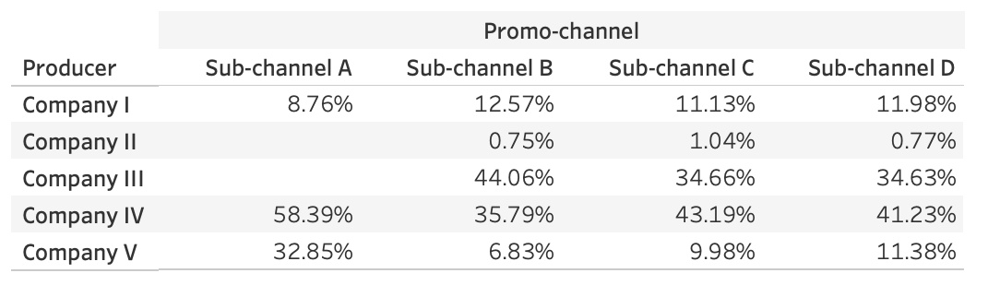 Promo-channel
Producer Sub-channel A Sub-channel B Sub-channel C Sub-channel D
Company I 8.76% 12.57% 11.13% 11.98%
Company II 0.75% 1.04% 0.77%
Company III 44.06% 34.66% 34.63%
Company IV 58.39% 35.79% 43.19% 41.23%
Company V 32.85% 6.83% 9.98% 11.38%